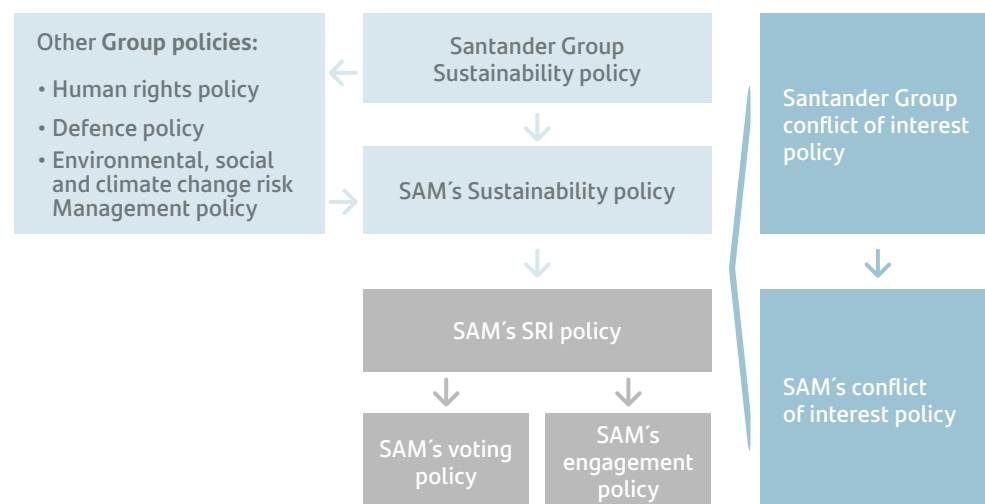 Other Group policies:
• Human rights policy
• Defence policy
• Environmental, social
and climate change risk
Management policy
Santander Group
Sustainability policy
SAM´s Sustainability policy
SAM´s SRI policy
SAM´s voting
policy
SAM´s
engagement
policy
Santander Group
conflict of interest
policy
SAM´s conflict
of interest policy